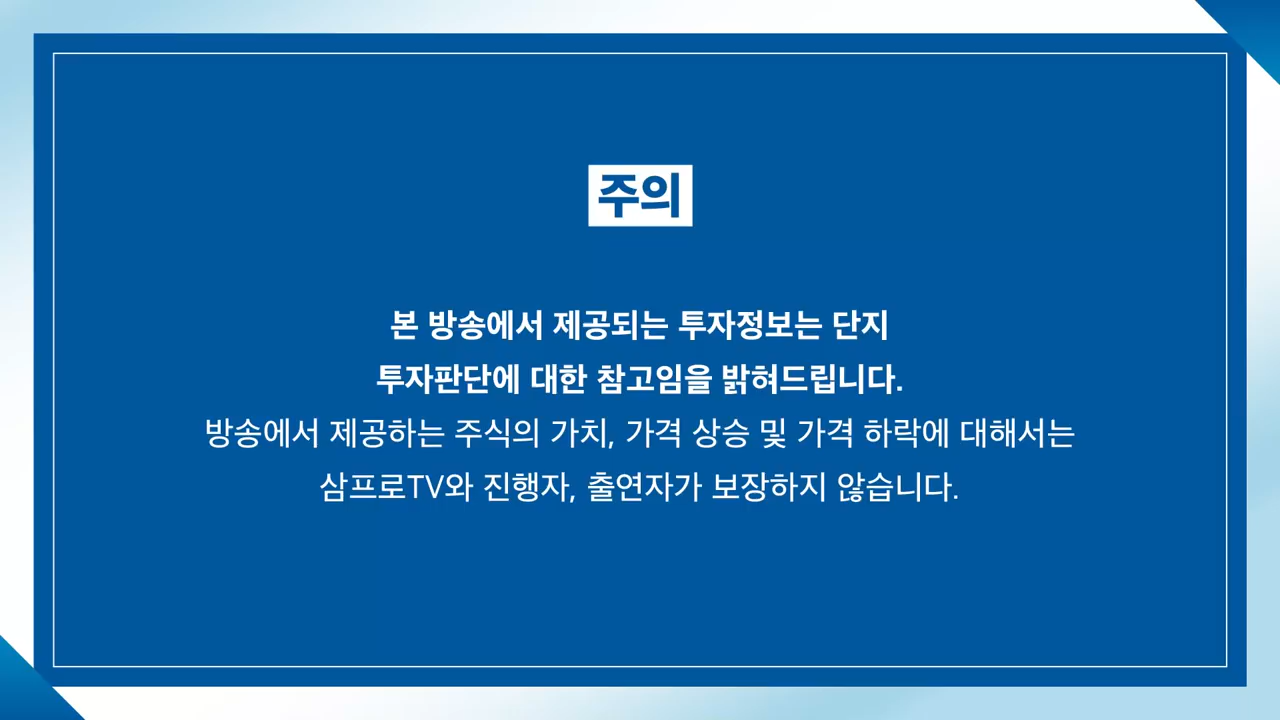 주의
본 방송에서 제공되는 투자정보는 단지
투자판단에 대한 참고임을 밝혀드립니다.
방송에서 제공하는 주식의 가치, 가격 상승 및 가격 하락에 대해서는
삼프로TV와 진행자, 출연자가 보장하지 않습니다.